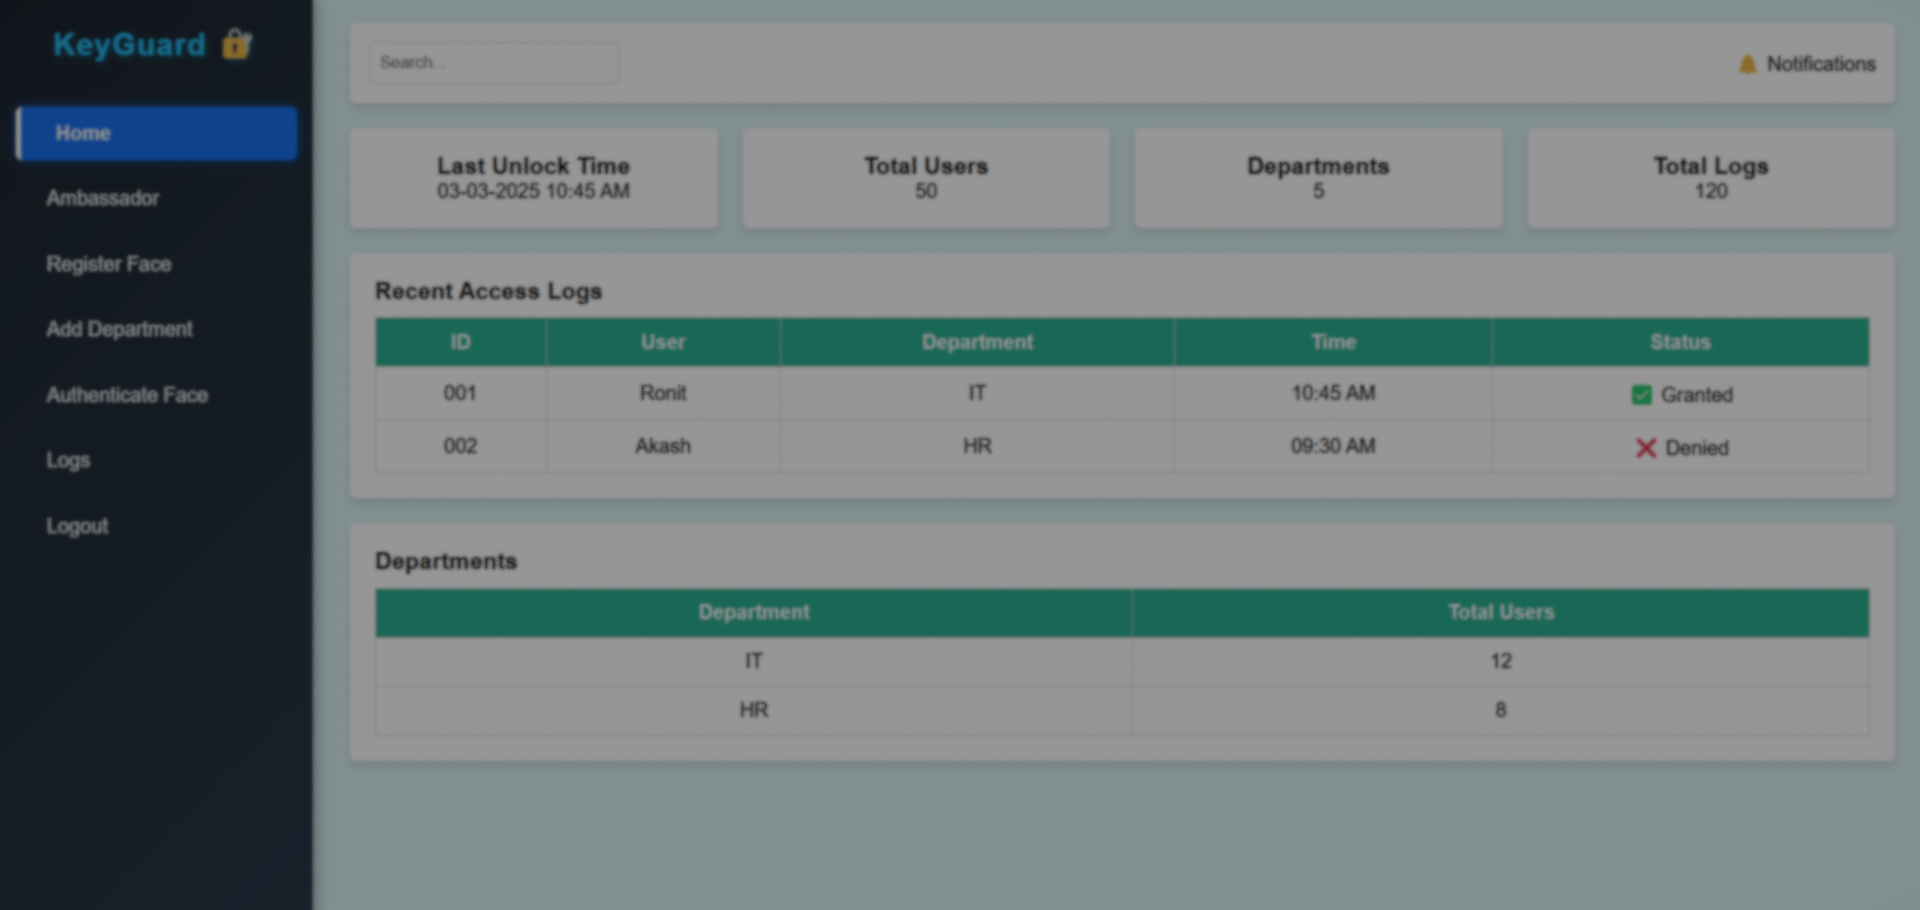 KeyGuard
Home
Ambassador
Register Face
Add Department
Authenticate Face
Logs
Logout
Search...
Notifications
Last Unlock Time
03-03-2025 10:45 AM
Total Users
50
Departments
5
Total Logs
120
Recent Access Logs
ID User Department Time Status
001 Ronit IT 10:45 AM Granted
002 Akash HR 09:30 AM Denied
Departments
Department Total Users
IT 12
HR 8